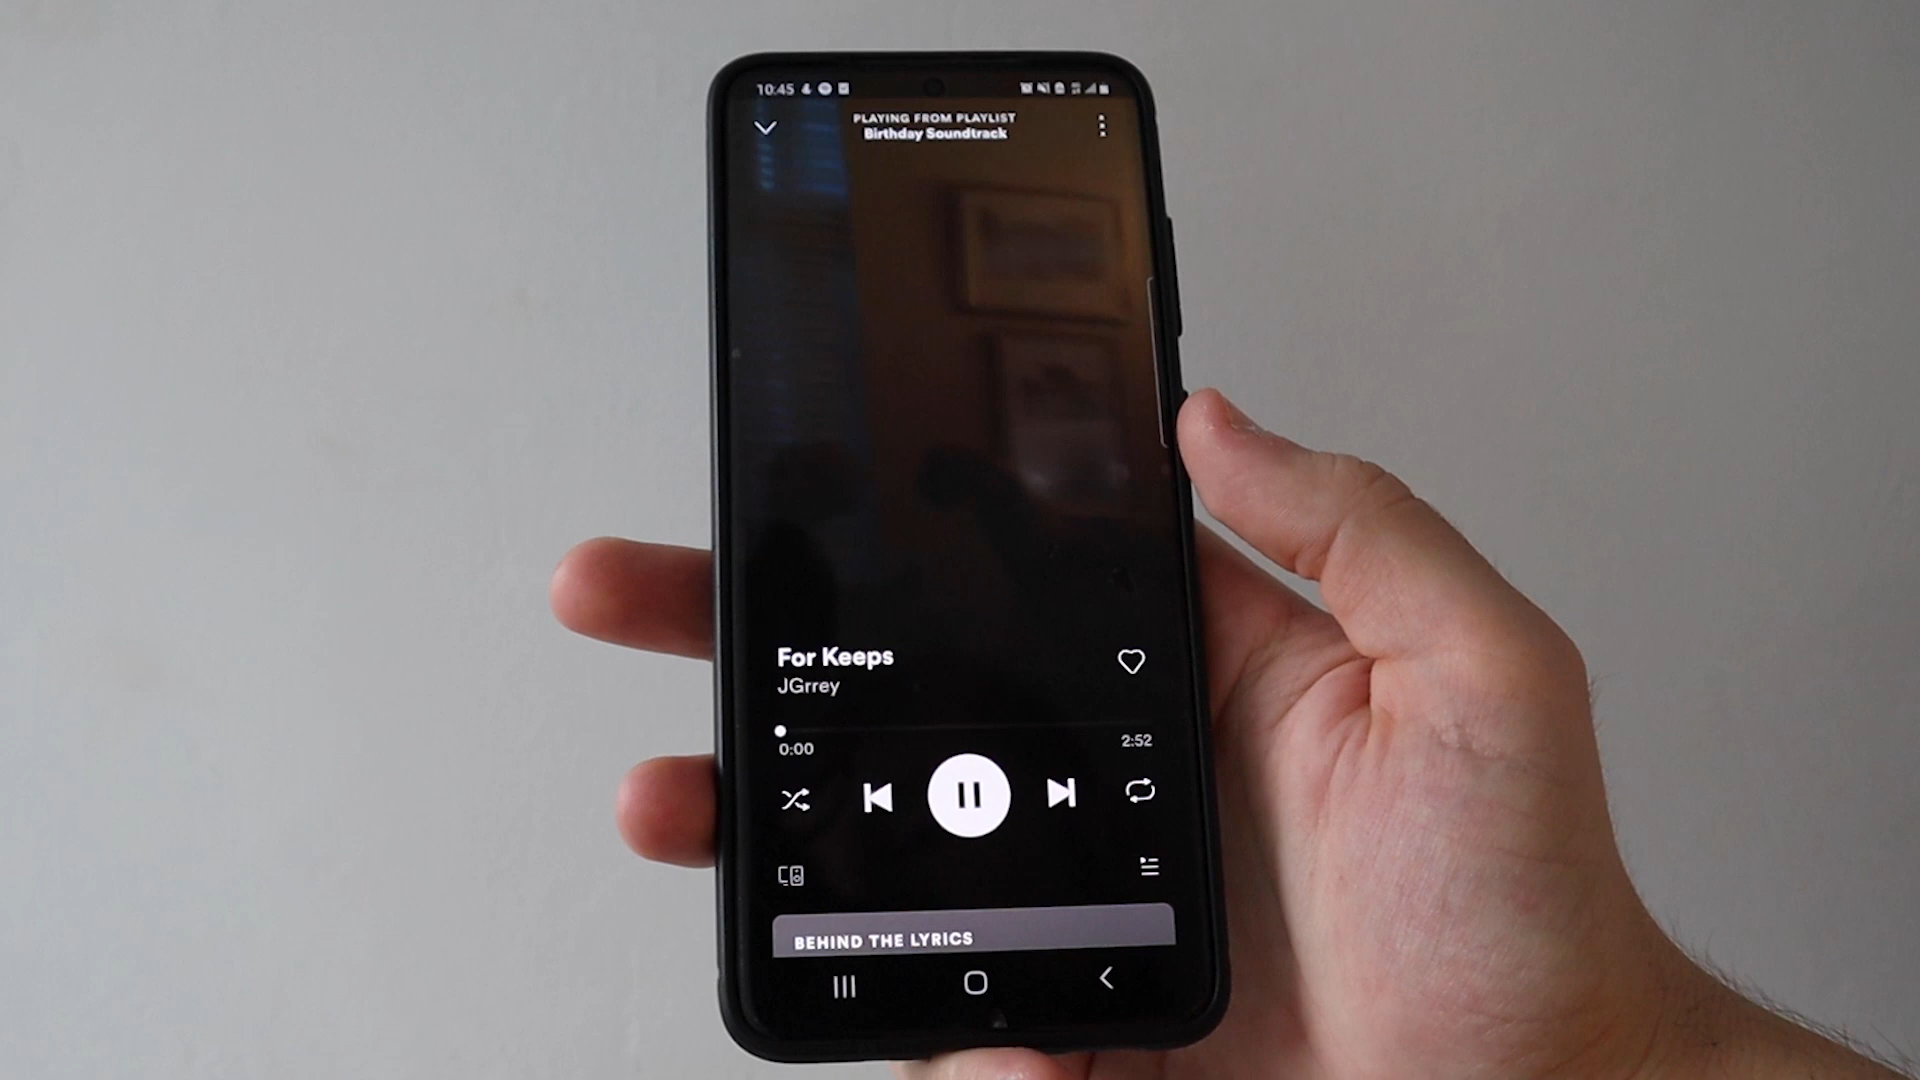 10:45
PLAYING FROM PLAYLIST
Birthday Soundtrack
For Keeps
JGrrey
0:00
2:52
BEHIND THE LYRICS